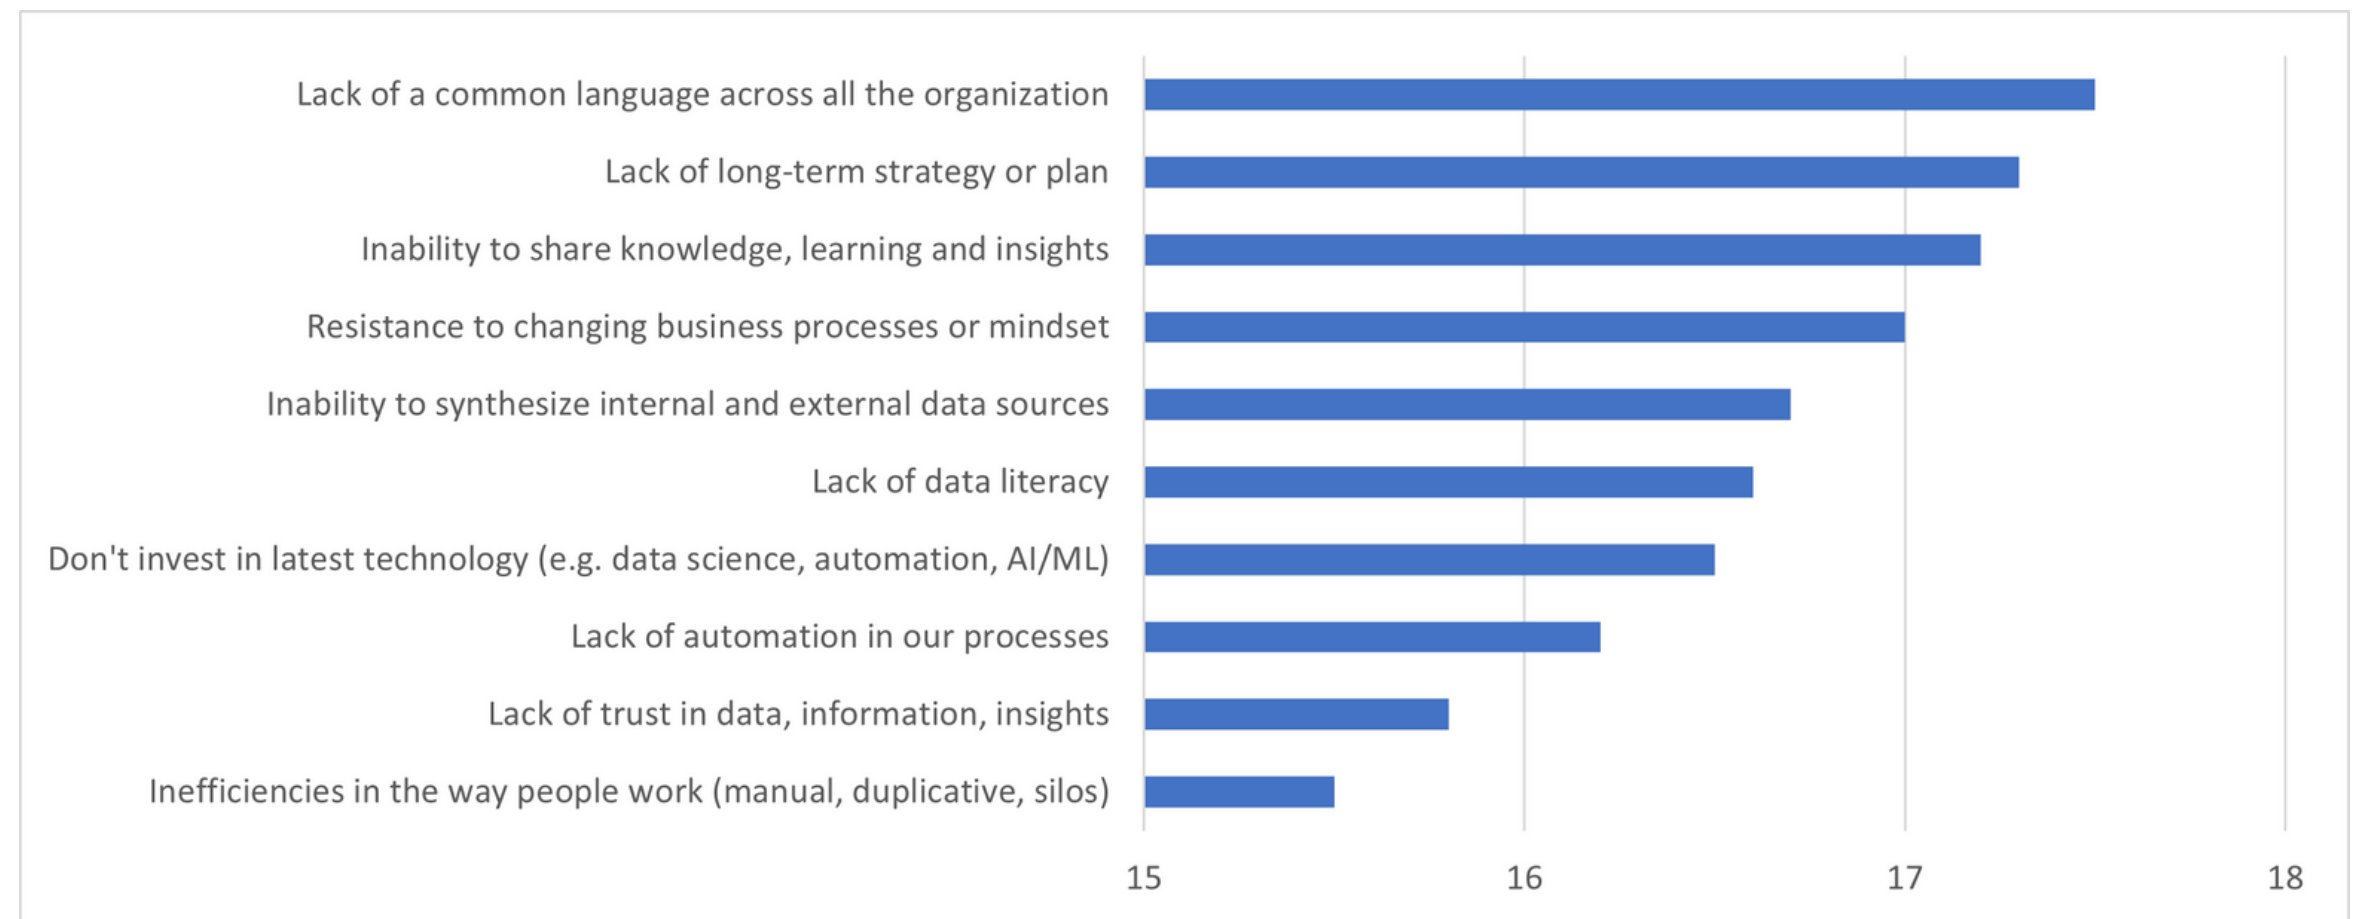 Lack of a common language across all the organization
Lack of long-term strategy or plan
Inability to share knowledge, learning and insights
Resistance to changing business processes or mindset
Inability to synthesize internal and external data sources
Lack of data literacy
Don't invest in latest technology (e.g. data science, automation, AI/ML)
Lack of automation in our processes
Lack of trust in data, information, insights
Inefficiencies in the way people work (manual, duplicative, silos)
15 16 17 18